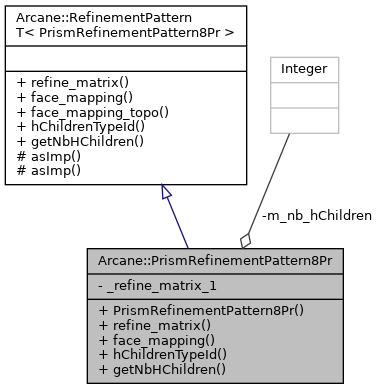 Arcane::RefinementPattern
T< PrismRefinementPattern8Pr >
+ refine_matrix()
+ face_mapping()
+ face_mapping_topo()
+ hChildrenTypeId()
+ getNbHChildren()
# asImp()
# asImp()
Integer
-m_nb_hChildren
Arcane::PrismRefinementPattern8Pr
- _refine_matrix_1
+ PrismRefinementPattern8Pr()
+ refine_matrix()
+ face_mapping()
+ hChildrenTypeId()
+ getNbHChildren()